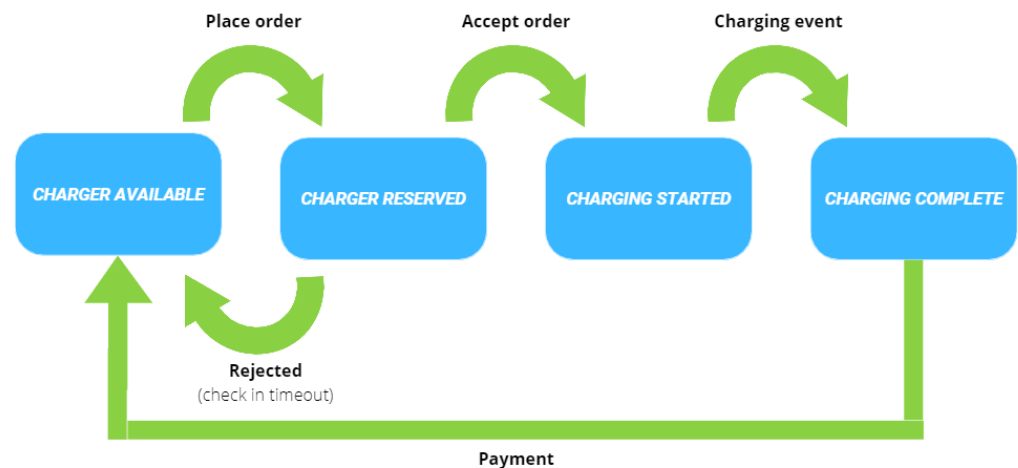 Place order
Accept order
Charging event
CHARGER AVAILABLE
CHARGER RESERVED
CHARGING STARTED
CHARGING COMPLETE
Rejected
(check in timeout)
Payment